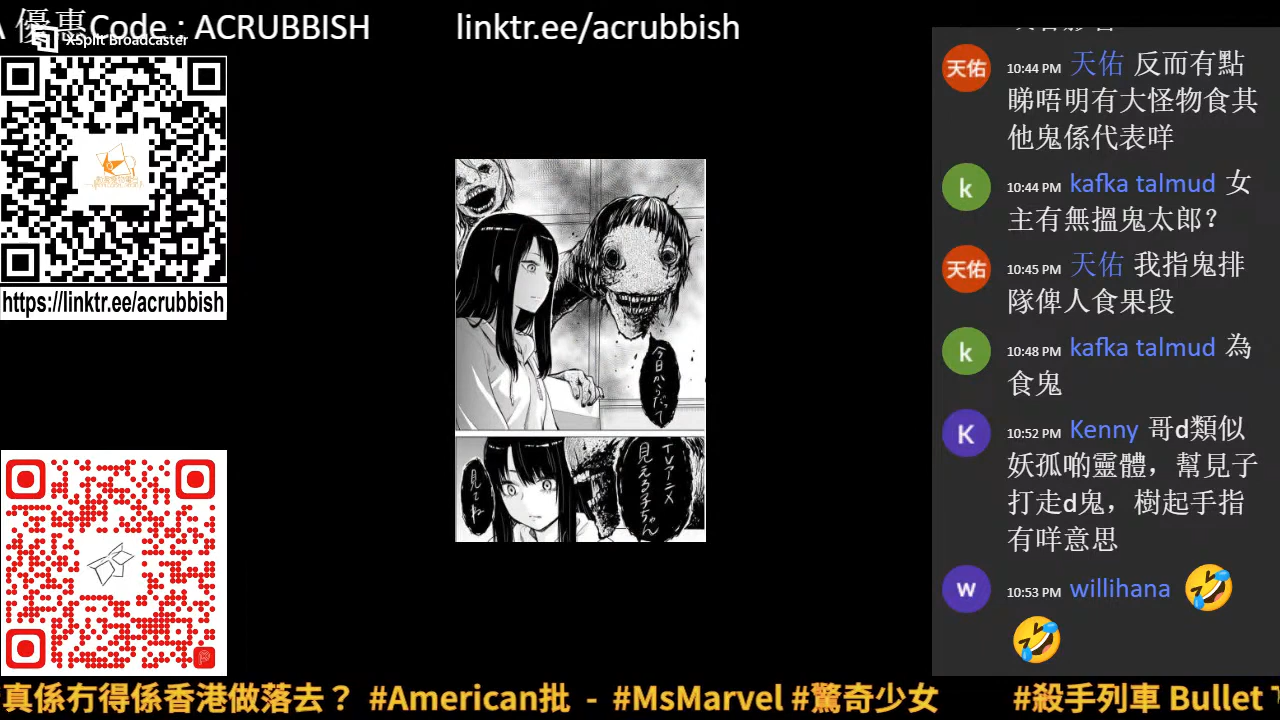 A 優惠Code : ACRUBBISH linktr.ee/acrubbish
XSplit Broadcaster
https://linktr.ee/acrubbish
今日からだって
TVアニメ
見える子ちゃん
見てね
天佑 10:44 PM 天佑 反而有點
睇唔明有大怪物食其
他鬼係代表咩
k 10:44 PM kafka talmud 女
主有無搵鬼太郎？
天佑 10:45 PM 天佑 我指鬼排
隊俾人食果段
k 10:48 PM kafka talmud 為
食鬼
K 10:52 PM Kenny 哥d類似
妖孤啲靈體，幫見子
打走d鬼，樹起手指
有咩意思
w 10:53 PM willihana 🤣
🤣
真係冇得係香港做落去？ #American批 - #MsMarvel #驚奇少女 #殺手列車 Bullet T